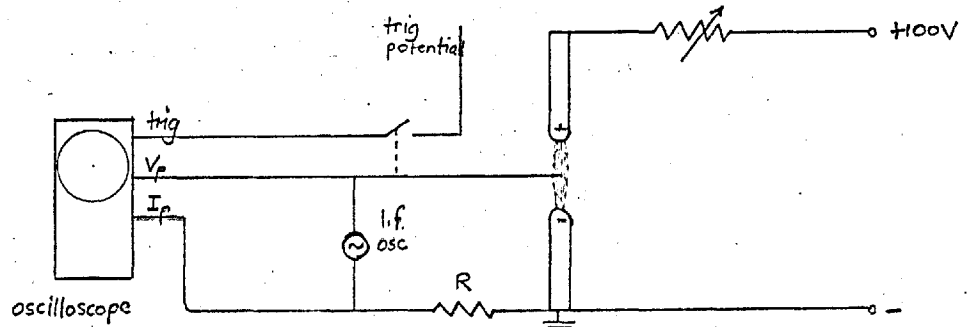 trig
potential
+100V
trig
+
Vp
Ip
-
l.f.
osc
R
oscilloscope
-